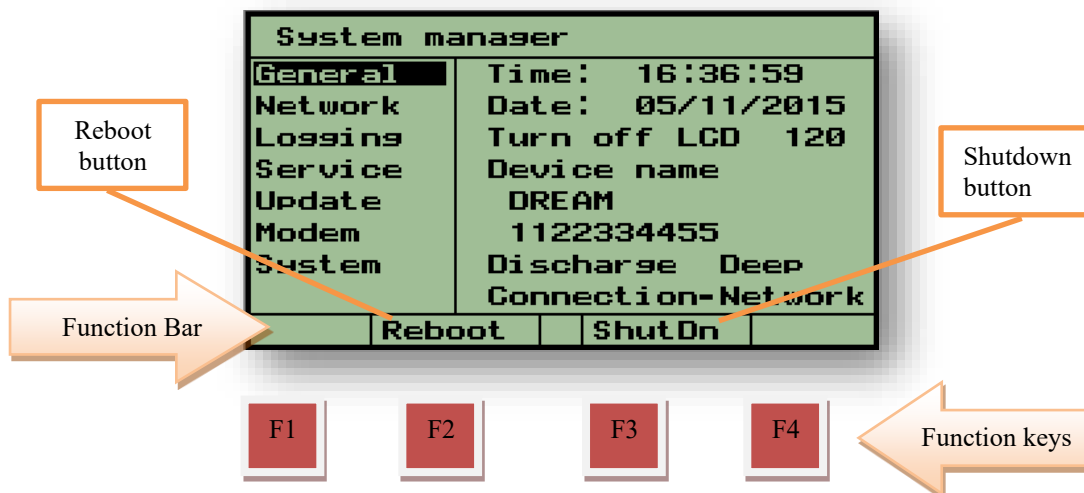 System manager
General
Network
Logging
Service
Update
Modem
System
Time: 16:36:59
Date: 05/11/2015
Turn off LCD 120
Device name
DREAM
1122334455
Discharge Deep
Connection-Network
Reboot
ShutDn
Reboot
button
Shutdown
button
Function Bar
F1
F2
F3
F4
Function keys